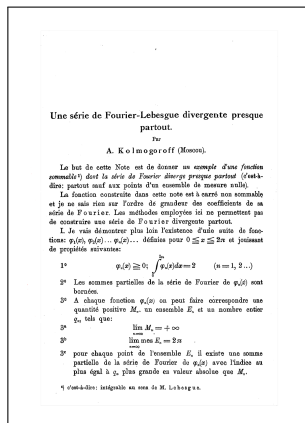 Une série de Fourier-Lebesgue divergente presque
partout.
Par
A. Kolmogoroff (Moscou).
Le but de cette Note est de donner un exemple d'une fonction
sommable¹) dont la série de Fourier diverge presque partout (c'est-à-
dire: partout sauf aux points d'un ensemble de mesure nulle).
La fonction construite dans cette note est à carré non sommable
et je ne sais rien sur l'ordre de grandeur des coefficients de sa
série de Fourier. Les méthodes employées ici ne permettent pas
de construire une série de Fourier divergente partout.
I. Je vais démontrer plus loin l'existence d'une suite de fonc-
tions: φ₁(x), φ₂(x)... φₙ(x)... définies pour 0 ≦ x ≦ 2π et jouissant
de propriétés suivantes:
1° φₙ(x) ≧ 0; ∫₀²π φₙ(x)dx = 2 (n = 1, 2 ...)
2° Les sommes partielles de la série de Fourier de φₙ(x) sont
bornées.
3° A chaque fonction φₙ(x) on peut faire correspondre une
quantité positive Mₙ, un ensemble Eₙ et un nombre entier
qₙ, tels que:
3ᵃ lim Mₙ = + ∞
n=∞
3ᵇ lim mes Eₙ = 2π
n=∞
3ᶜ pour chaque point de l'ensemble Eₙ il existe une somme
partielle de la série de Fourier de φₙ(x) avec l'indice au
plus égal à qₙ plus grande en valeur absolue que Mₙ.
¹) c'est-à-dire: intégrable au sens de M. Lebesgue.